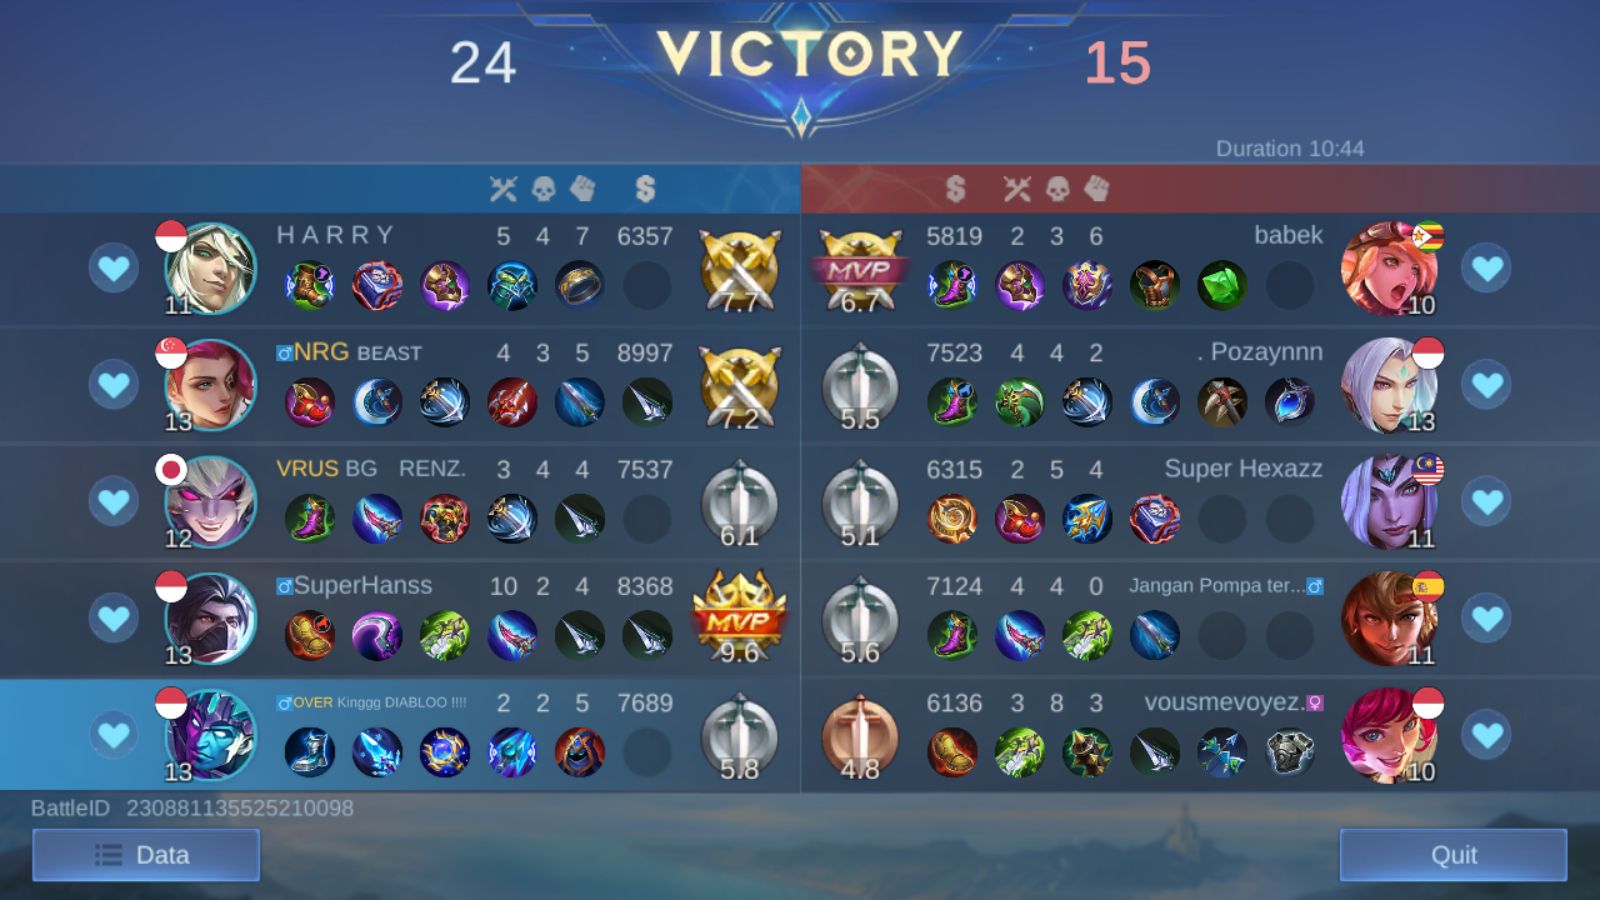 24 VICTORY 15
Duration 10:44
HARRY 5 4 7 6357 7.7 11
NRG BEAST 4 3 5 8997 7.2 13
VRUS BG RENZ. 3 4 4 7537 6.1 12
SuperHanss 10 2 4 8368 MVP 9.6 13
OVER Kinggg DIABLOO !!!! 2 2 5 7689 5.8 13
MVP 6.7 5819 2 3 6 babek 10
5.5 7523 4 4 2 . Pozaynnn 13
5.1 6315 2 5 4 Super Hexazz 11
5.6 7124 4 4 0 Jangan Pompa ter... 11
4.8 6136 3 8 3 vousmevoyez. 10
BattleID 230881135525210098
Data
Quit